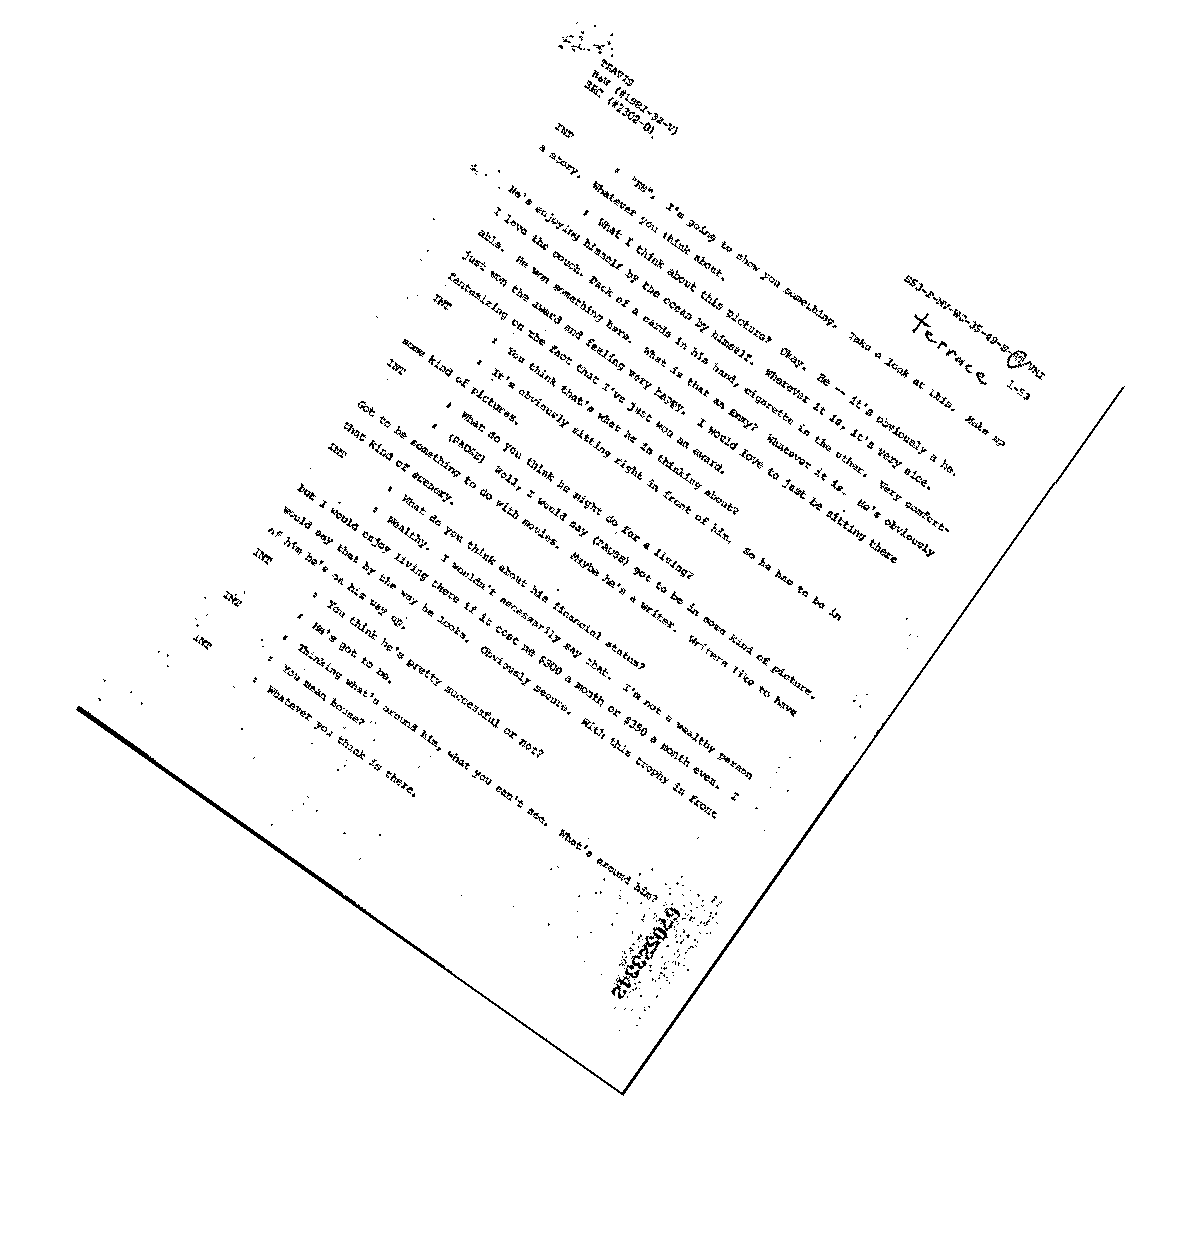 TRAVIS
R&W (#1981-92-V)
SEC (#2302-0)
terrace
1-53
INT : "RW", I'm going to show you something. Take a look at this. Make up
a story. Whatever you think about.
: What I think about this picture? Okay. He -- it's obviously a he.
He's enjoying himself by the ocean by himself. Wherever it is, it's very nice.
I love the couch. Pack of a cards in his hand, cigarette in the other. Very comfort-
able. He won something here. What is that an Emmy? Whatever it is. He's obviously
just won the award and feeling very happy. I would love to just be sitting there
fantasizing on the fact that I've just won an award.
INT : You think that's what he is thinking about?
: It's obviously sitting right in front of him. So he has to be in
some kind of pictures.
INT : What do you think he might do for a living?
: (PAUSE) Well, I would say (PAUSE) got to be in some kind of picture.
Got to be something to do with movies. Maybe he's a writer. Writers like to have
that kind of scenery.
INT : What do you think about his financial status?
: Wealthy. I wouldn't necessarily say that. I'm not a wealthy person
but I would enjoy living there if it cost me $300 a month or $350 a month even. I
would say that by the way he looks. Obviously secure. With this trophy in front
of him he's on his way up.
INT : You think he's pretty successful or not?
: He's got to be.
INT : Thinking what's around him, what you can't see. What's around him?
: You mean house?
INT : Whatever you think is there.
670523312